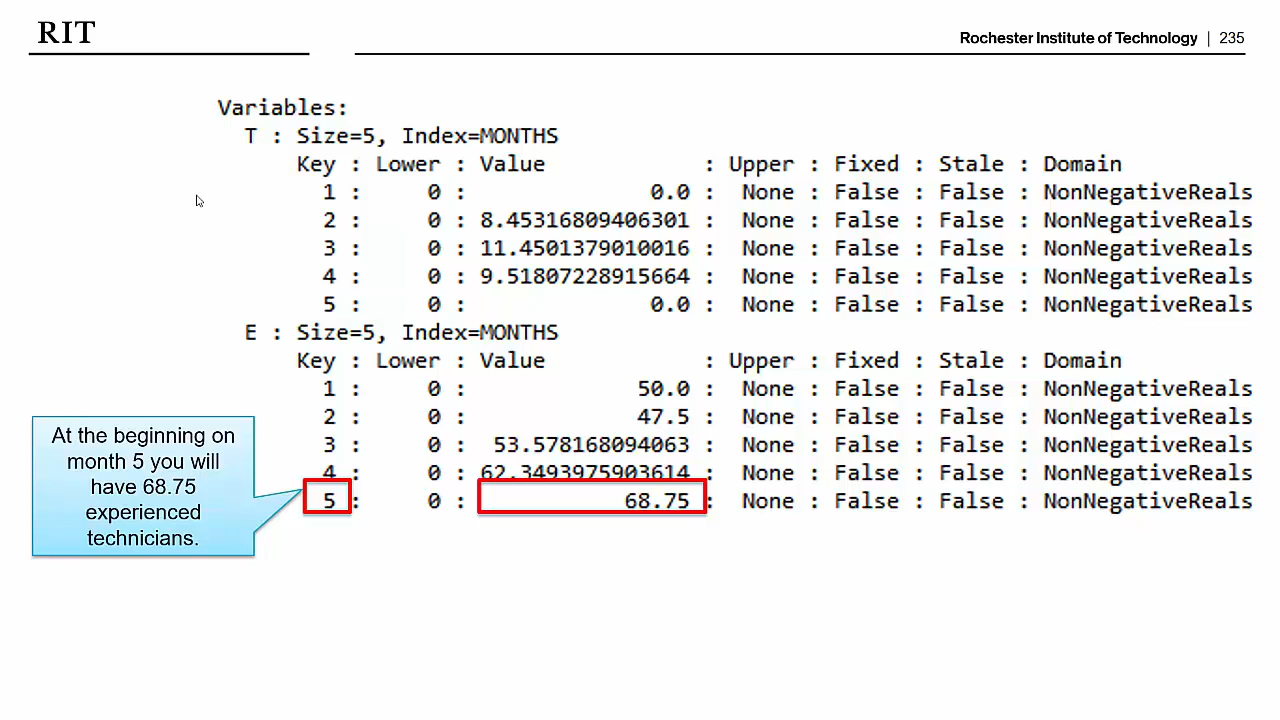 RIT
Rochester Institute of Technology | 235
Variables:
T : Size=5, Index=MONTHS
Key : Lower : Value : Upper : Fixed : Stale : Domain
1 : 0 : 0.0 : None : False : False : NonNegativeReals
2 : 0 : 8.45316809406301 : None : False : False : NonNegativeReals
3 : 0 : 11.4501379010016 : None : False : False : NonNegativeReals
4 : 0 : 9.51807228915664 : None : False : False : NonNegativeReals
5 : 0 : 0.0 : None : False : False : NonNegativeReals
E : Size=5, Index=MONTHS
Key : Lower : Value : Upper : Fixed : Stale : Domain
1 : 0 : 50.0 : None : False : False : NonNegativeReals
2 : 0 : 47.5 : None : False : False : NonNegativeReals
3 : 0 : 53.578168094063 : None : False : False : NonNegativeReals
4 : 0 : 62.3493975903614 : None : False : False : NonNegativeReals
5 : 0 : 68.75 : None : False : False : NonNegativeReals
At the beginning on
month 5 you will
have 68.75
experienced
technicians.